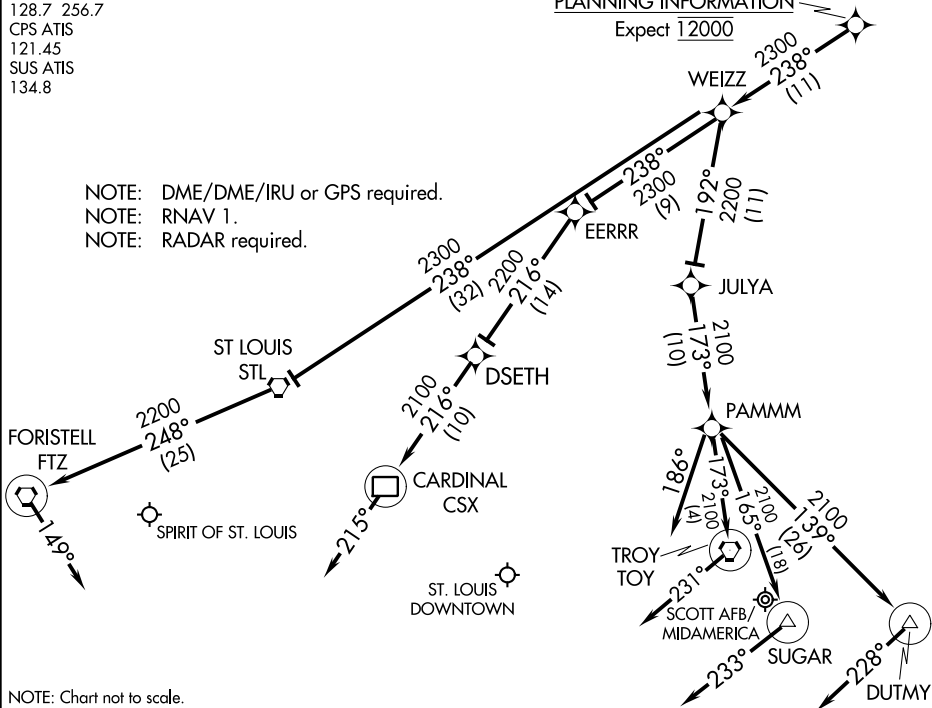 128.7 256.7
CPS ATIS
121.45
SUS ATIS
134.8
PLANNING INFORMATION
Expect 12000
2300
238°
(11)
WEIZZ
NOTE: DME/DME/IRU or GPS required.
NOTE: RNAV 1.
NOTE: RADAR required.
238°
2300
(9)
192°
2200
(11)
EERRR
2300
238°
(32)
2200
216°
(14)
JULYA
2100
173°
(10)
ST LOUIS
STL
DSETH
2100
216°
(10)
PAMMM
2200
248°
(25)
FORISTELL
FTZ
149°
SPIRIT OF ST. LOUIS
CARDINAL
CSX
215°
186°
173°
2100
(4)
2100
165°
(18)
2100
139°
(26)
TROY
TOY
231°
ST. LOUIS
DOWNTOWN
SCOTT AFB/
MIDAMERICA
SUGAR
233°
228°
DUTMY
NOTE: Chart not to scale.